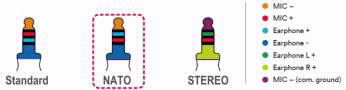 Standard
NATO
STEREO
MIC –
MIC +
Earphone +
Earphone -
Earphone L +
Earphone R +
MIC – (com. ground)